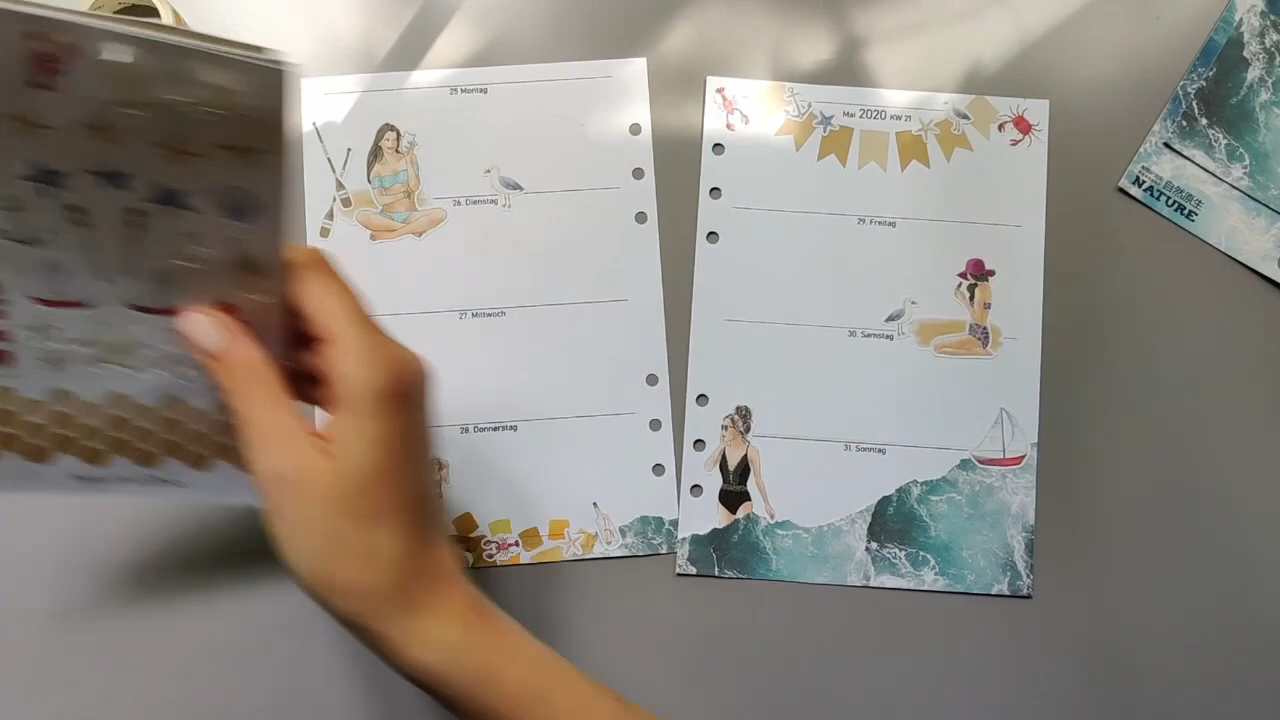 25 Montag
26. Dienstag
27. Mittwoch
28. Donnerstag
Mai 2020 KW 21
29. Freitag
30. Samstag
31. Sonntag
自然原生
NATURE